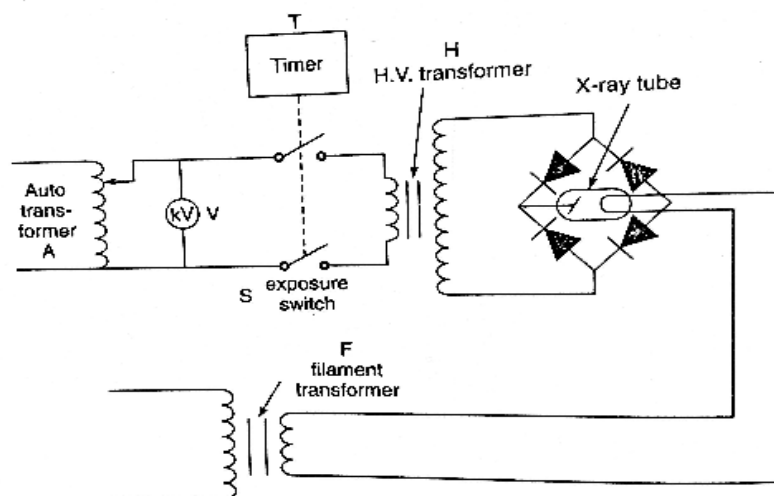 T
Timer
H
H.V. transformer
X-ray tube
Auto
trans-
former
A
kV V
S exposure
switch
F
filament
transformer